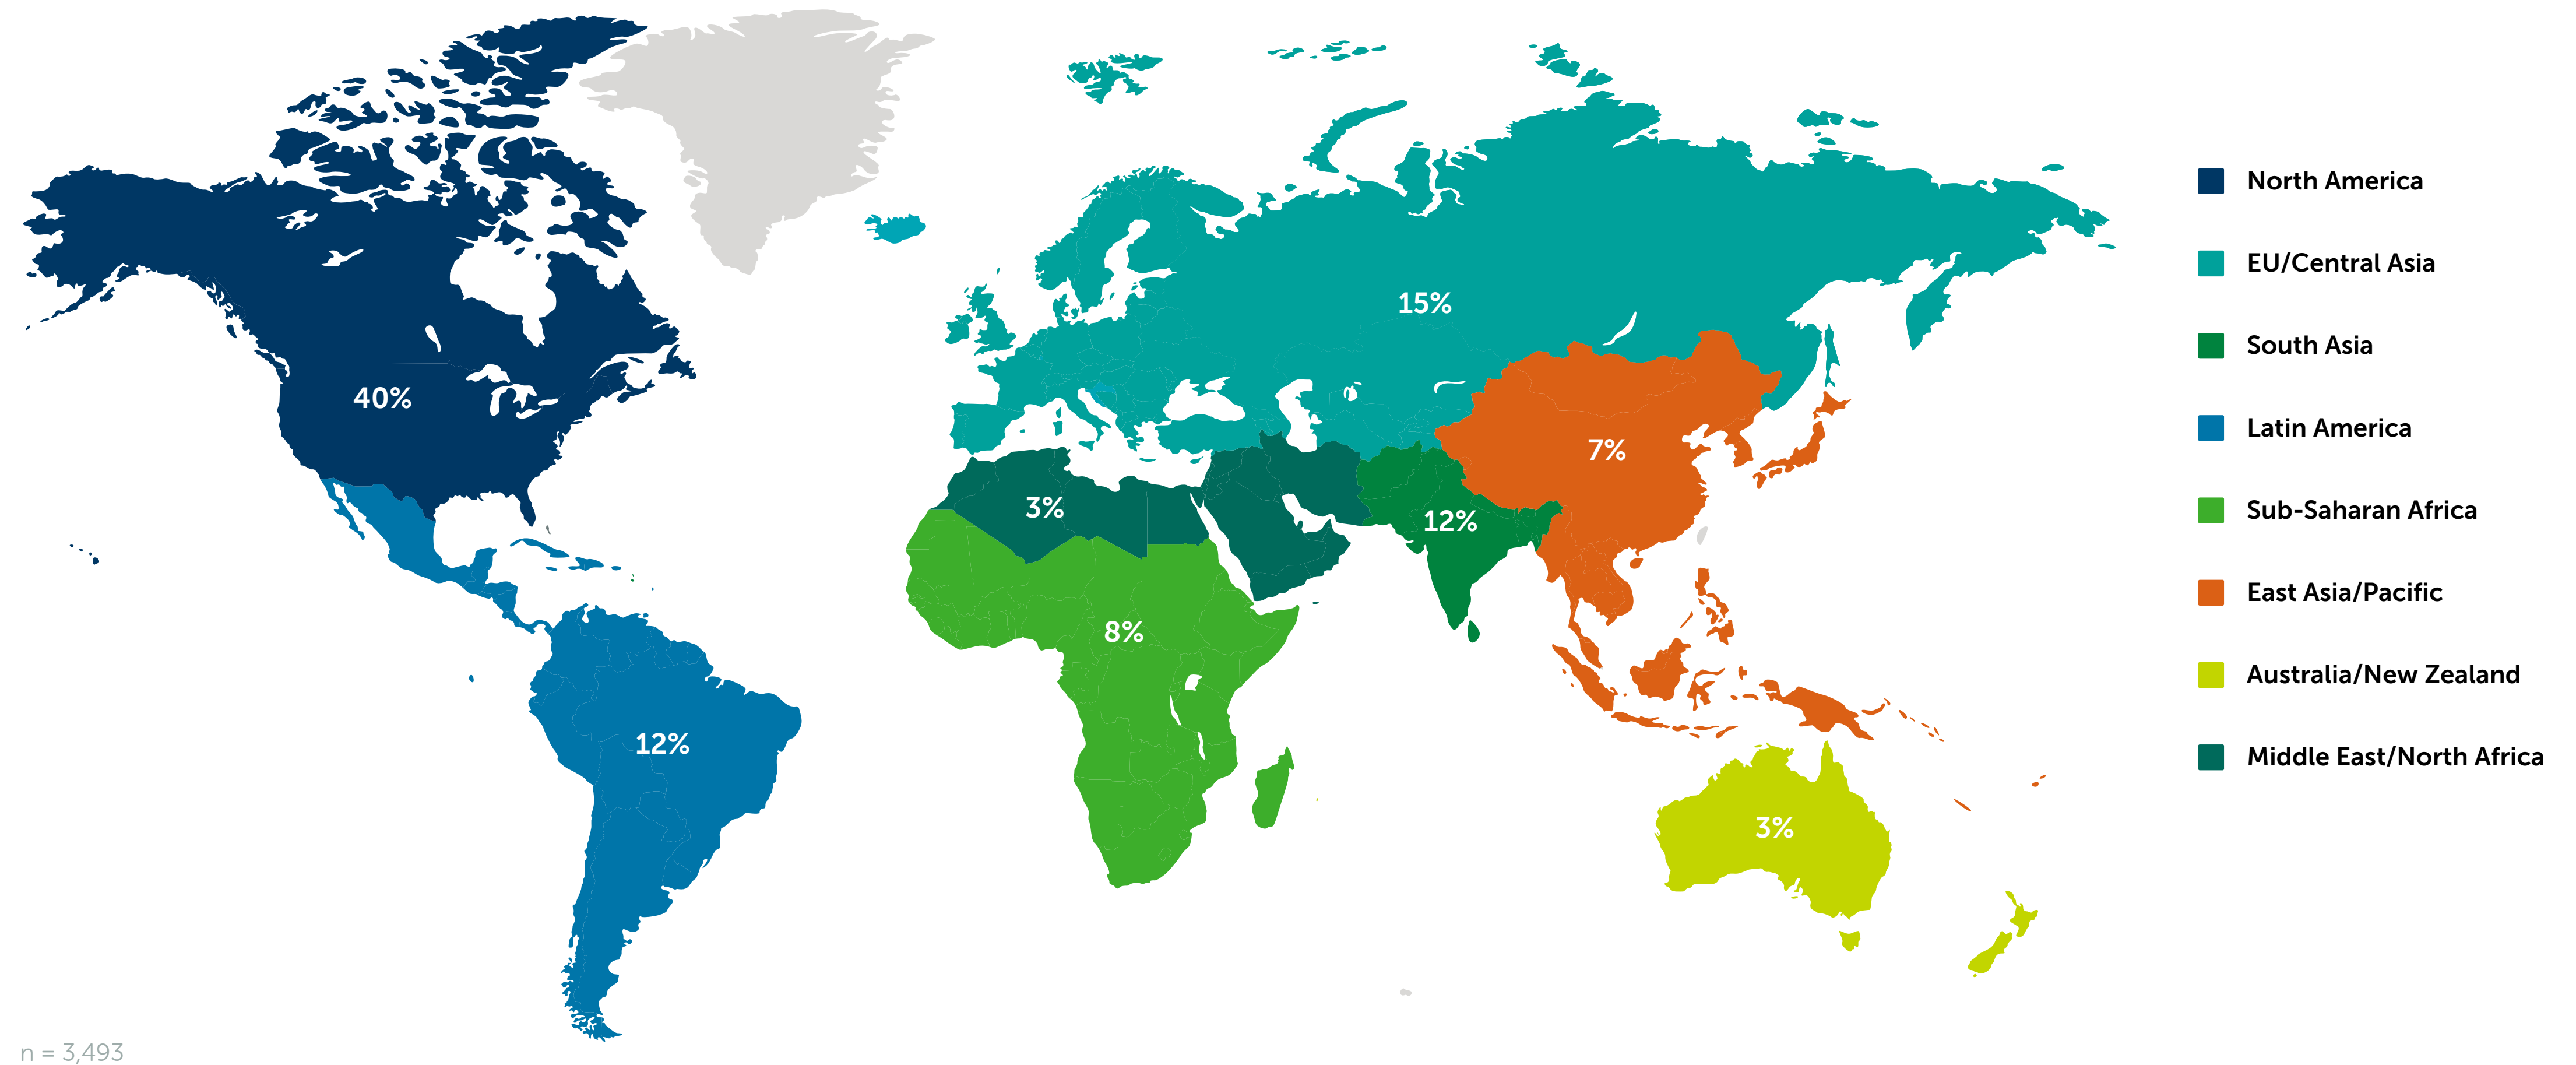 North America
EU/Central Asia
15%
South Asia
40%
Latin America
7%
3%
12%
Sub-Saharan Africa
8%
East Asia/Pacific
12%
Australia/New Zealand
3%
Middle East/North Africa
n = 3,493